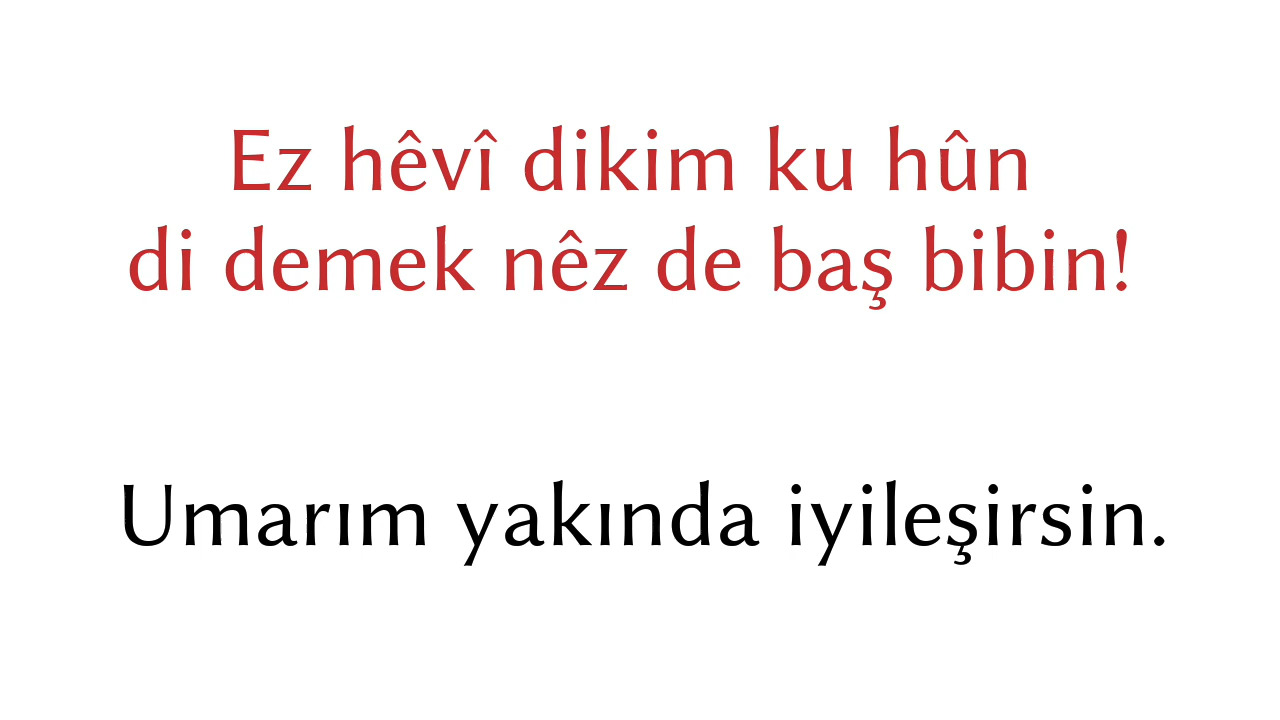 Ez hêvî dikim ku hûn
di demek nêz de baş bibin!
Umarım yakında iyileşirsin.